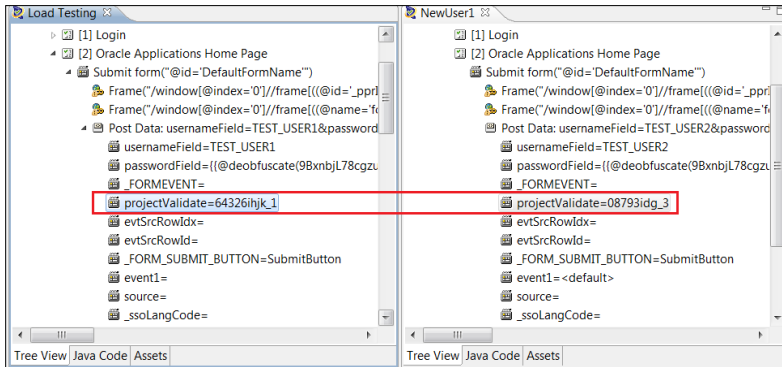 Load Testing
[1] Login
[2] Oracle Applications Home Page
Submit form("@id='DefaultFormName'")
Frame("/window[@index='0']//frame[((@id='_pprI
Frame("/window[@index='0']//frame[((@name='fo
Post Data: usernameField=TEST_USER1&password
usernameField=TEST_USER1
passwordField={{@deobfuscate(9BxnbjL78cgzu
_FORMEVENT=
projectValidate=64326ihjk_1
evtSrcRowIdx=
evtSrcRowId=
_FORM_SUBMIT_BUTTON=SubmitButton
event1=
source=
_ssoLangCode=
Tree View Java Code Assets
NewUser1
[1] Login
[2] Oracle Applications Home Page
Submit form("@id='DefaultFormName'")
Frame("/window[@index='0']//frame[((@id='_pprI
Frame("/window[@index='0']//frame[((@name='fo
Post Data: usernameField=TEST_USER2&password
usernameField=TEST_USER2
passwordField={{@deobfuscate(9BxnbjL78cgzu
_FORMEVENT=
projectValidate=08793idg_3
evtSrcRowIdx=
evtSrcRowId=
_FORM_SUBMIT_BUTTON=SubmitButton
event1=<default>
source=
_ssoLangCode=
Tree View Java Code Assets